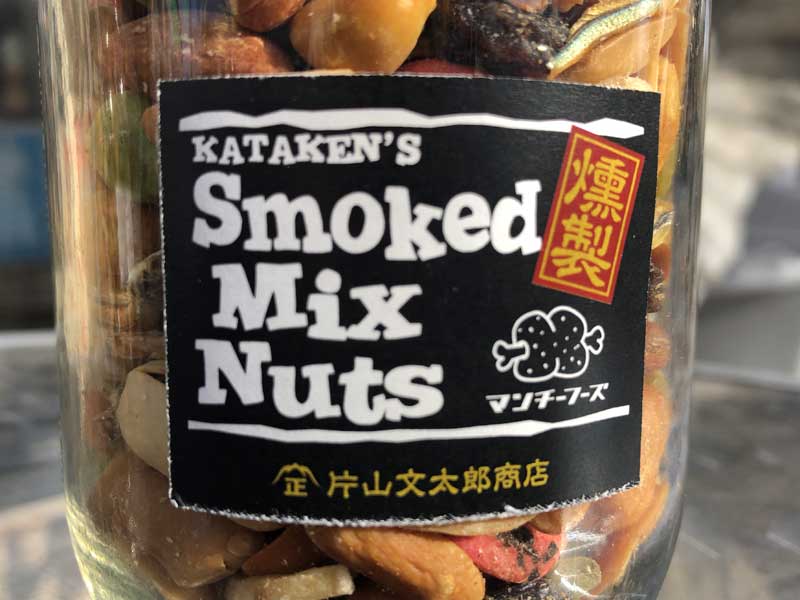 KATAKEN'S
Smoked
燻製
Mix
Nuts
マンチーフーズ
正 片山文太郎商店